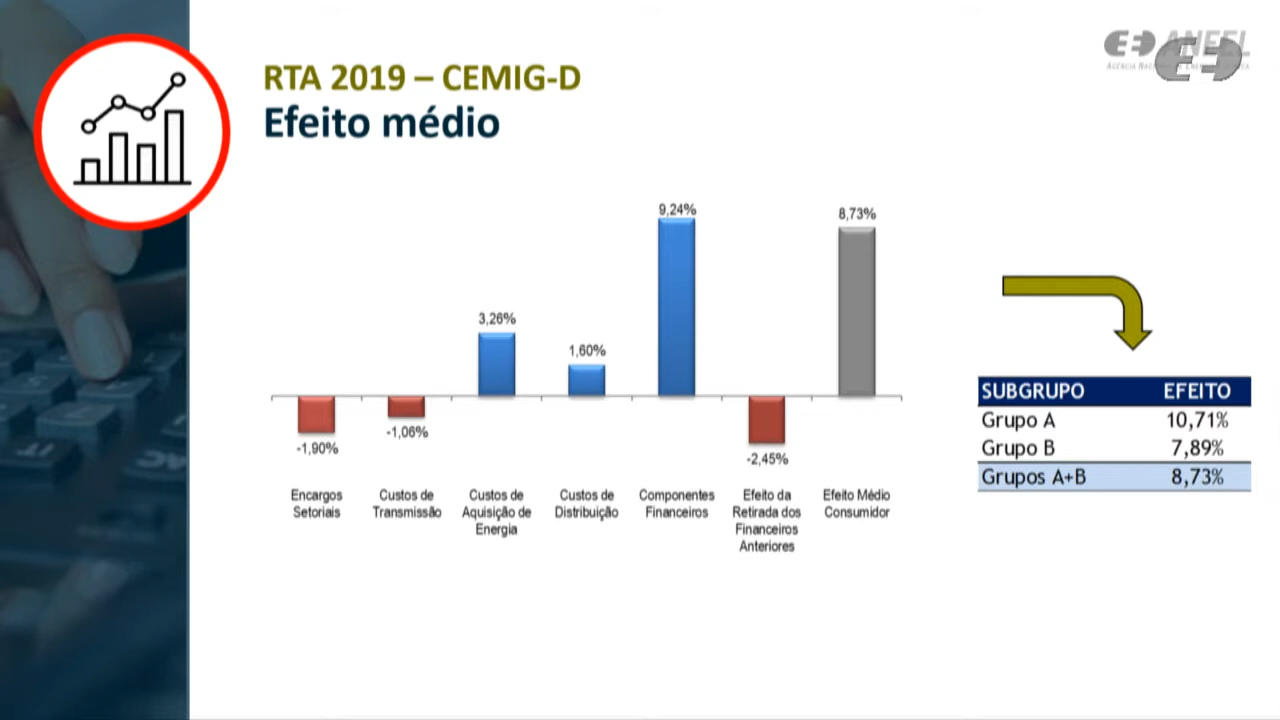 RTA 2019 – CEMIG-D
Efeito médio
ANEEL
9,24%
8,73%
3,26%
1,60%
-1,90%
-1,06%
-2,45%
Encargos
Setoriais
Custos de
Transmissão
Custos de
Aquisição de
Energia
Custos de
Distribuição
Componentes
Financeiros
Efeito da
Retirada dos
Financeiros
Anteriores
Efeito Médio
Consumidor
SUBGRUPO EFEITO
Grupo A 10,71%
Grupo B 7,89%
Grupos A+B 8,73%